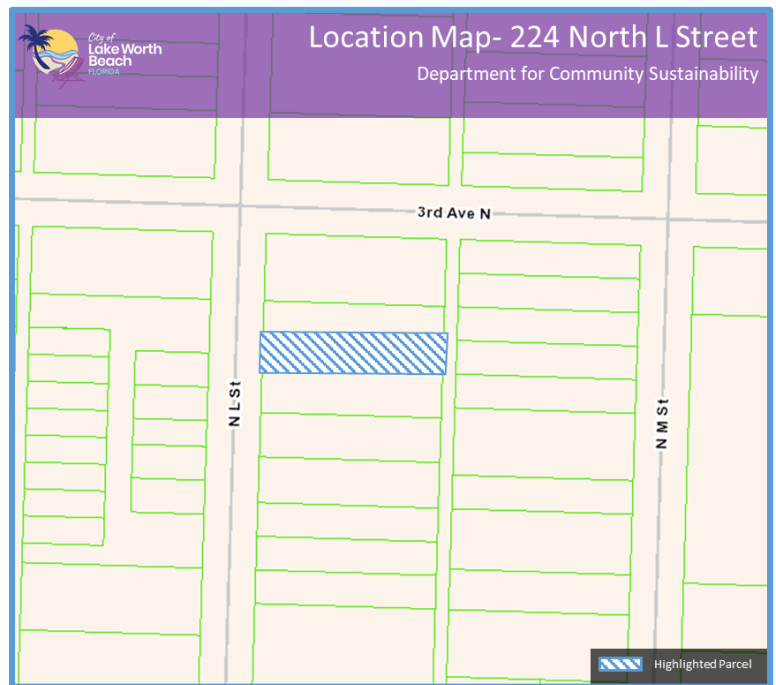 City of
Lake Worth
Beach
FLORIDA
Location Map- 224 North L Street
Department for Community Sustainability
3rd Ave N
N L St
N M St
Highlighted Parcel